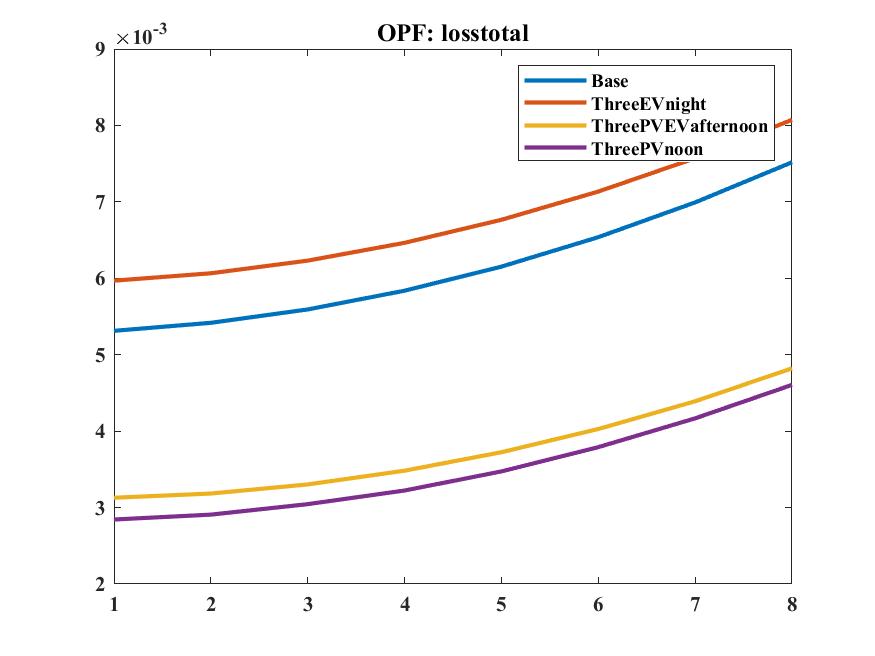 OPF: losstotal
×10-3
9
8
7
6
5
4
3
2
1 2 3 4 5 6 7 8
Base
ThreeEVnight
ThreePVEVafternoon
ThreePVnoon